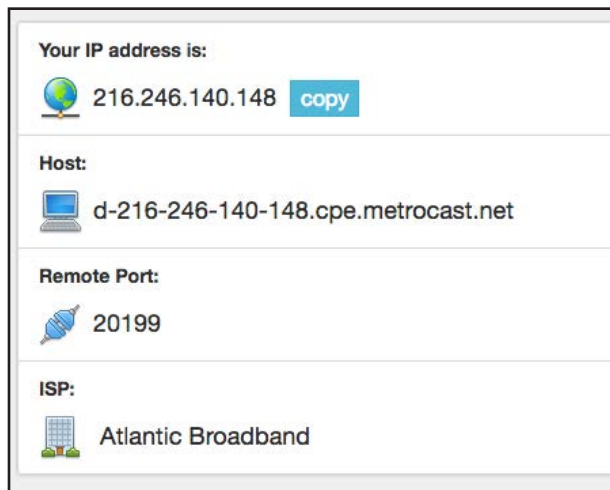 Your IP address is:
216.246.140.148 copy
Host:
d-216-246-140-148.cpe.metrocast.net
Remote Port:
20199
ISP:
Atlantic Broadband